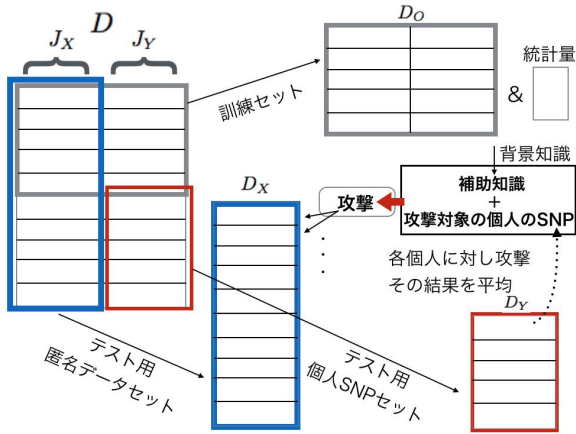 D
J_X
J_Y
D_O
訓練セット
&
統計量
背景知識
補助知識
+
攻撃対象の個人のSNP
攻撃
D_X
各個人に対し攻撃
その結果を平均
D_Y
テスト用
匿名データセット
テスト用
個人SNPセット